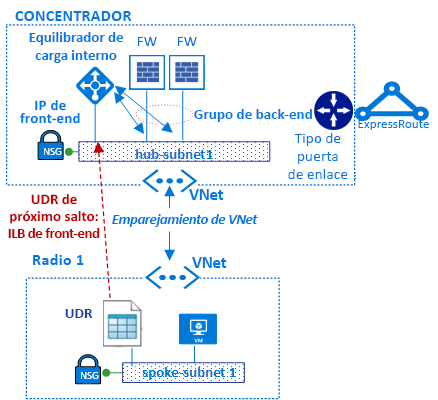 CONCENTRADOR
Equilibrador de
carga interno
FW
FW
IP de
front-end
Grupo de back-end
NSG
hub-subnet1
Tipo de
puerta
de enlace
ExpressRoute
VNet
UDR de
próximo salto:
ILB de front-end
Emparejamiento de VNet
Radio 1
VNet
UDR
VM
NSG
spoke-subnet 1